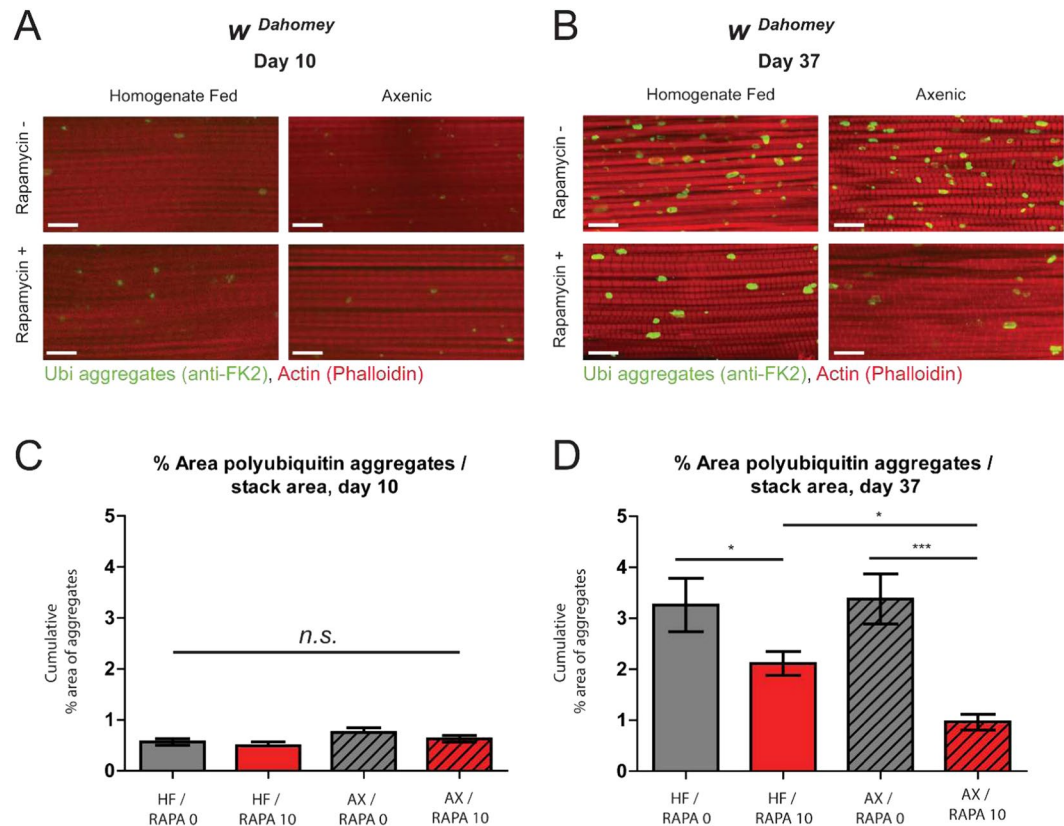 A
w Dahomey
Day 10
Homogenate Fed Axenic
Rapamycin -
Rapamycin +
Ubi aggregates (anti-FK2), Actin (Phalloidin)
B
w Dahomey
Day 37
Homogenate Fed Axenic
Rapamycin -
Rapamycin +
Ubi aggregates (anti-FK2), Actin (Phalloidin)
C
% Area polyubiquitin aggregates /
stack area, day 10
Cumulative
% area of aggregates
5
4
3
2
1
0
n.s.
HF / HF / AX / AX /
RAPA 0 RAPA 10 RAPA 0 RAPA 10
D
% Area polyubiquitin aggregates /
stack area, day 37
Cumulative
% area of aggregates
5
4
3
2
1
0
*
*
***
HF / HF / AX / AX /
RAPA 0 RAPA 10 RAPA 0 RAPA 10